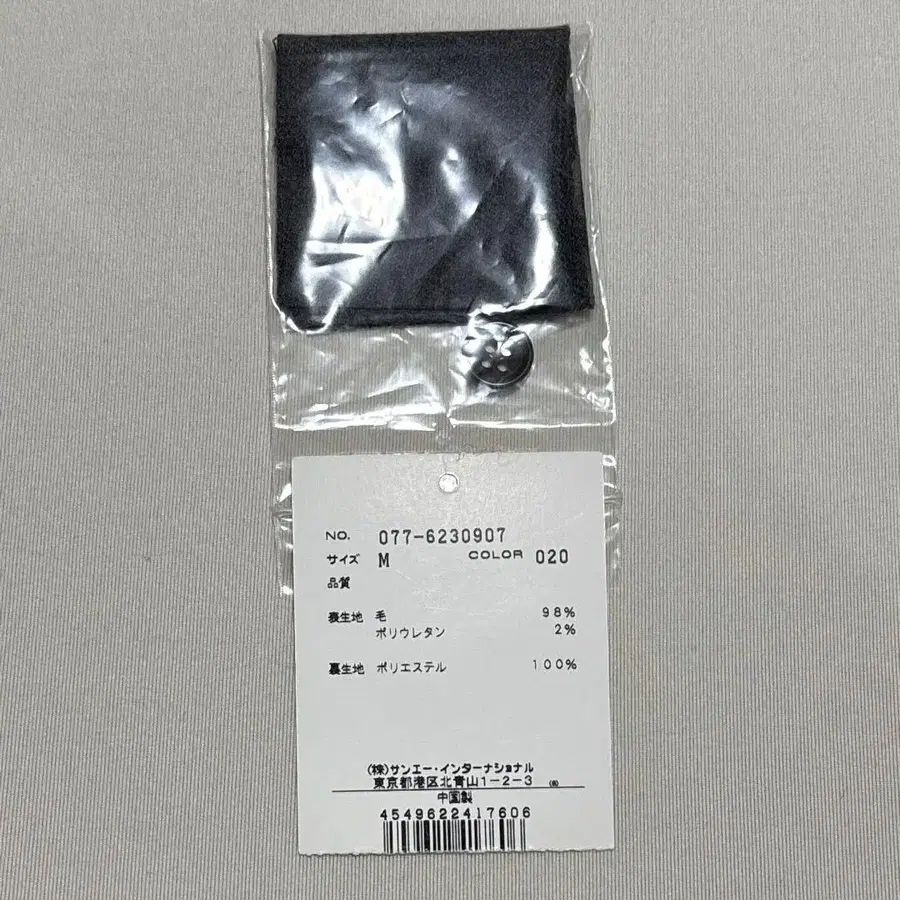 NO. 077-6230907
サイズ M COLOR 020
品質
表生地 毛 98%
ポリウレタン 2%
裏生地 ポリエステル 100%
(株)サンエー・インターナショナル
東京都港区北青山1-2-3
中国製
4549622417606